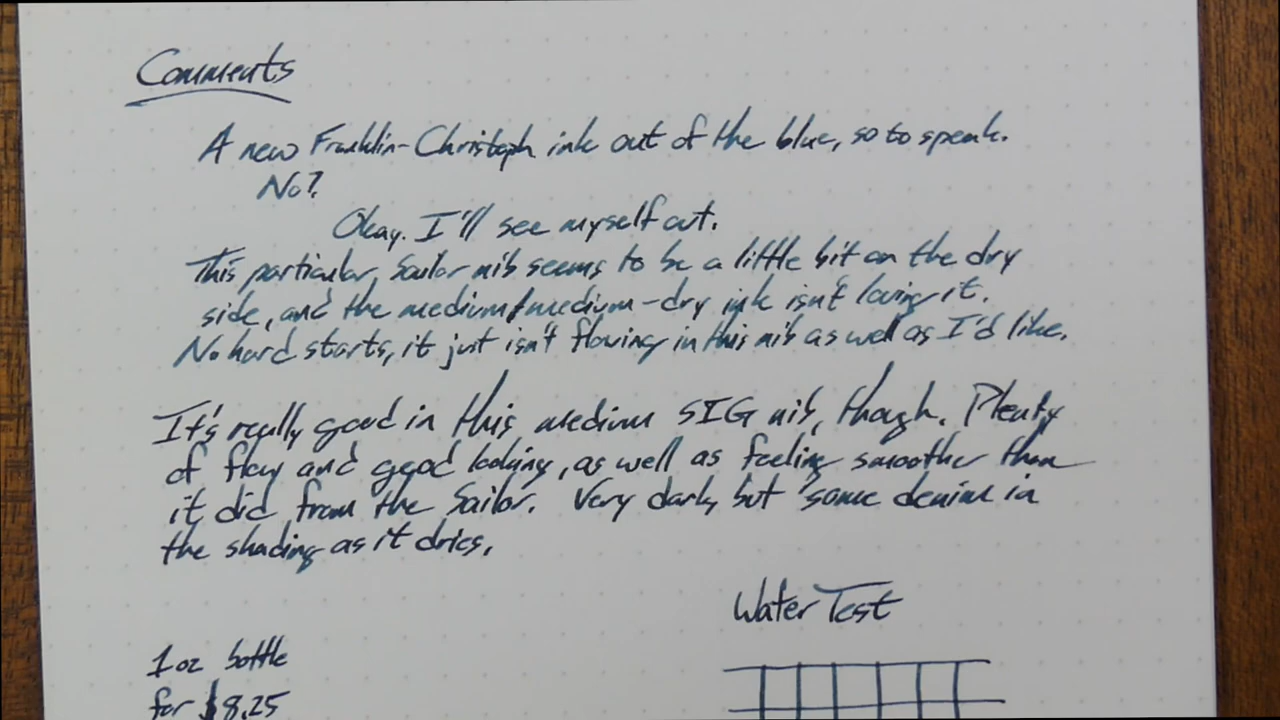 Comments
A new Franklin-Christoph ink out of the blue, so to speak.
No?
Okay. I'll see myself out.
This particular Sailor nib seems to be a little bit on the dry
side, and the medium/medium-dry ink isn't loving it.
No hard starts, it just isn't flowing in this nib as well as I'd like.
It's really good in this medium SIG nib, though. Plenty
of flow and good looking, as well as feeling smoother than
it did from the Sailor. Very dark, but some denim in
the shading as it dries.
Water Test
1 oz bottle
for $8.25